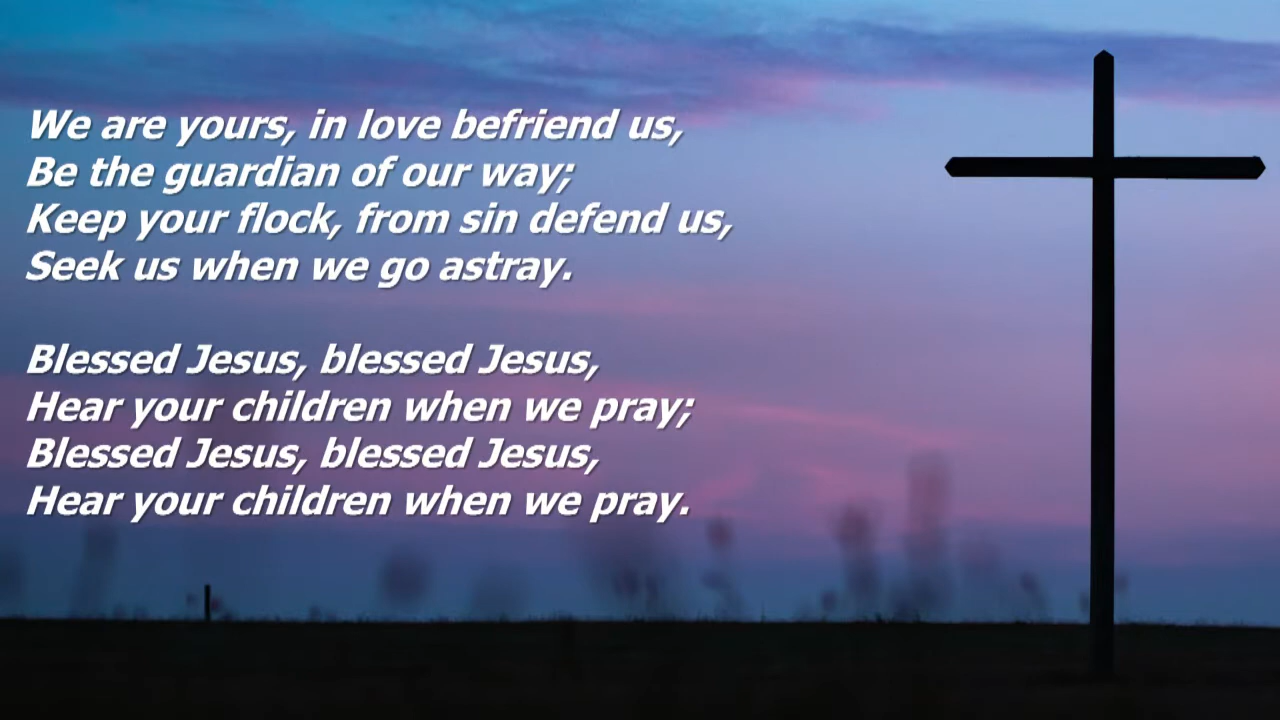 We are yours, in love befriend us,
Be the guardian of our way;
Keep your flock, from sin defend us,
Seek us when we go astray.
Blessed Jesus, blessed Jesus,
Hear your children when we pray;
Blessed Jesus, blessed Jesus,
Hear your children when we pray.